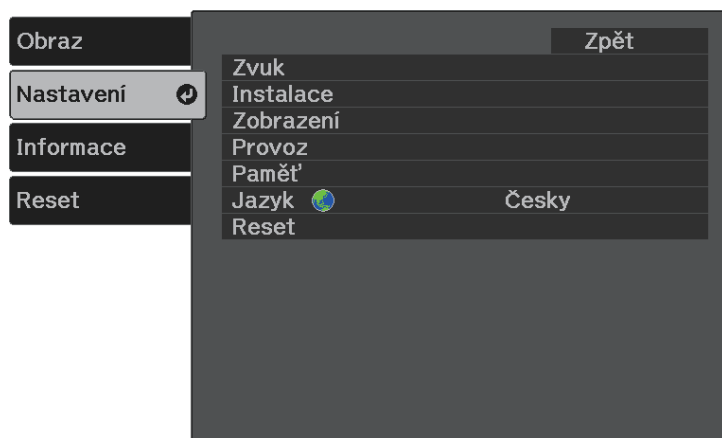 Obraz
Nastavení
Informace
Reset
Zpět
Zvuk
Instalace
Zobrazení
Provoz
Paměť
Jazyk Česky
Reset